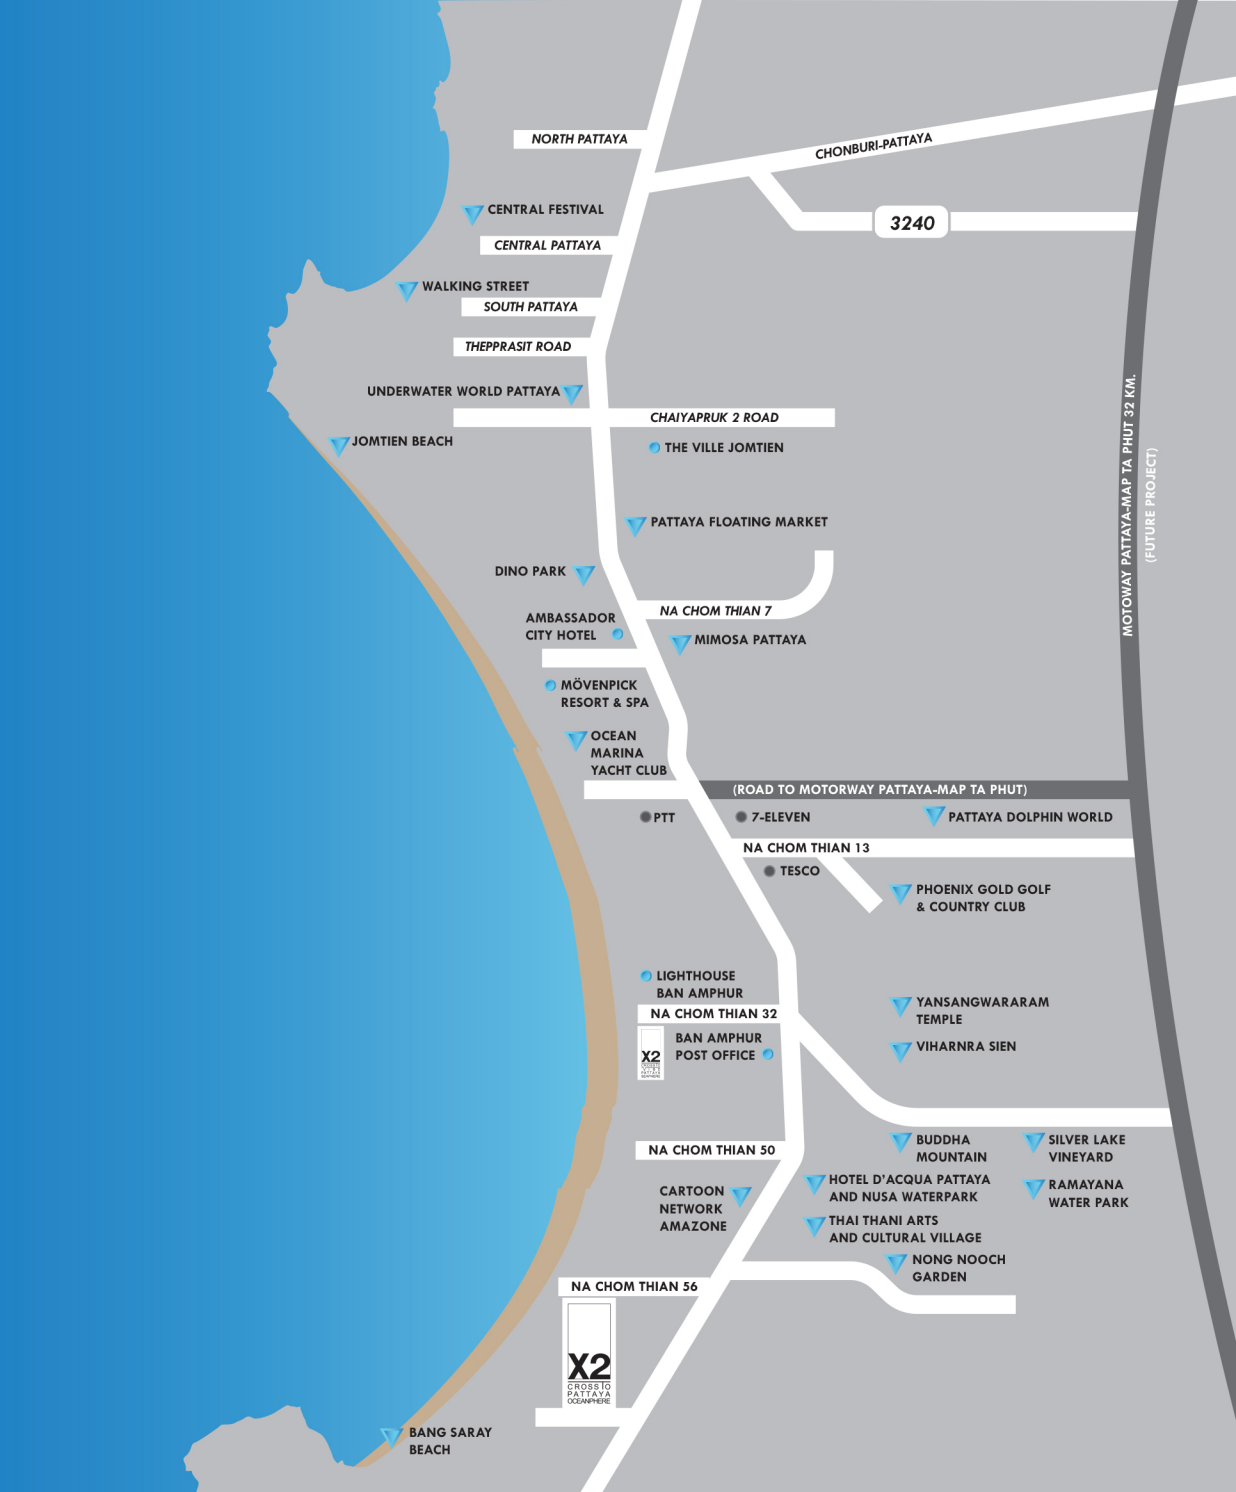 NORTH PATTAYA
CHONBURI-PATTAYA
CENTRAL FESTIVAL
3240
CENTRAL PATTAYA
WALKING STREET
SOUTH PATTAYA
THEPPRASIT ROAD
UNDERWATER WORLD PATTAYA
CHAIYAPRUK 2 ROAD
JOMTIEN BEACH
THE VILLE JOMTIEN
MOTOWAY PATTAYA-MAP TA PHUT 32 KM.
(FUTURE PROJECT)
PATTAYA FLOATING MARKET
DINO PARK
NA CHOM THIAN 7
AMBASSADOR
CITY HOTEL
MIMOSA PATTAYA
MÖVENPICK
RESORT & SPA
OCEAN
MARINA
YACHT CLUB
(ROAD TO MOTORWAY PATTAYA-MAP TA PHUT)
PTT
7-ELEVEN
PATTAYA DOLPHIN WORLD
NA CHOM THIAN 13
TESCO
PHOENIX GOLD GOLF
& COUNTRY CLUB
LIGHTHOUSE
BAN AMPHUR
NA CHOM THIAN 32
YANSANGWARARAM
TEMPLE
X2
BAN AMPHUR
POST OFFICE
VIHARNRA SIEN
BUDDHA
MOUNTAIN
SILVER LAKE
VINEYARD
NA CHOM THIAN 50
HOTEL D'ACQUA PATTAYA
AND NUSA WATERPARK
RAMAYANA
WATER PARK
CARTOON
NETWORK
AMAZONE
THAI THANI ARTS
AND CULTURAL VILLAGE
NONG NOOCH
GARDEN
NA CHOM THIAN 56
X2
CROSSTO
PATTAYA
OCEANPHERE
BANG SARAY
BEACH